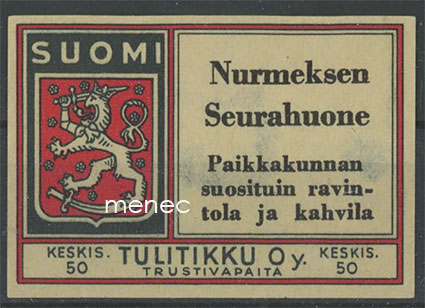 SUOMI
Nurmeksen
Seurahuone
Paikkakunnan
suosituin ravin-
tola ja kahvila
menec
KESKIS. 50
TULITIKKU Oy.
TRUSTIVAPAITA
KESKIS. 50